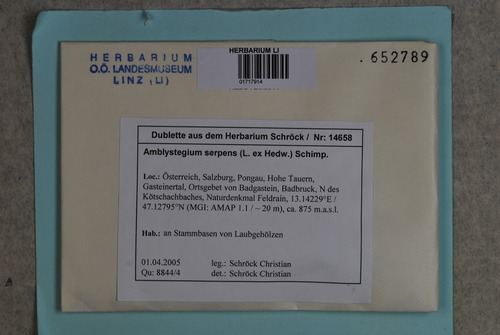 HERBARIUM
O.Ö. LANDESMUSEUM
LINZ (LI)
HERBARIUM LI
01717914
. 652789
Dublette aus dem Herbarium Schröck / Nr: 14658
Amblystegium serpens (L. ex Hedw.) Schimp.
Loc.: Österreich, Salzburg, Pongau, Hohe Tauern,
Gasteinertal, Ortsgebet von Badgastein, Badbruck, N des
Kötschachbaches, Naturdenkmal Feldrain, 13.14229°E /
47.12795°N (MGI: AMAP 1.1 / ~ 20 m), ca. 875 m.a.s.l.
Hab.: an Stammbasen von Laubgehölzen
01.04.2005 leg.: Schröck Christian
Qu: 8844/4 det.: Schröck Christian